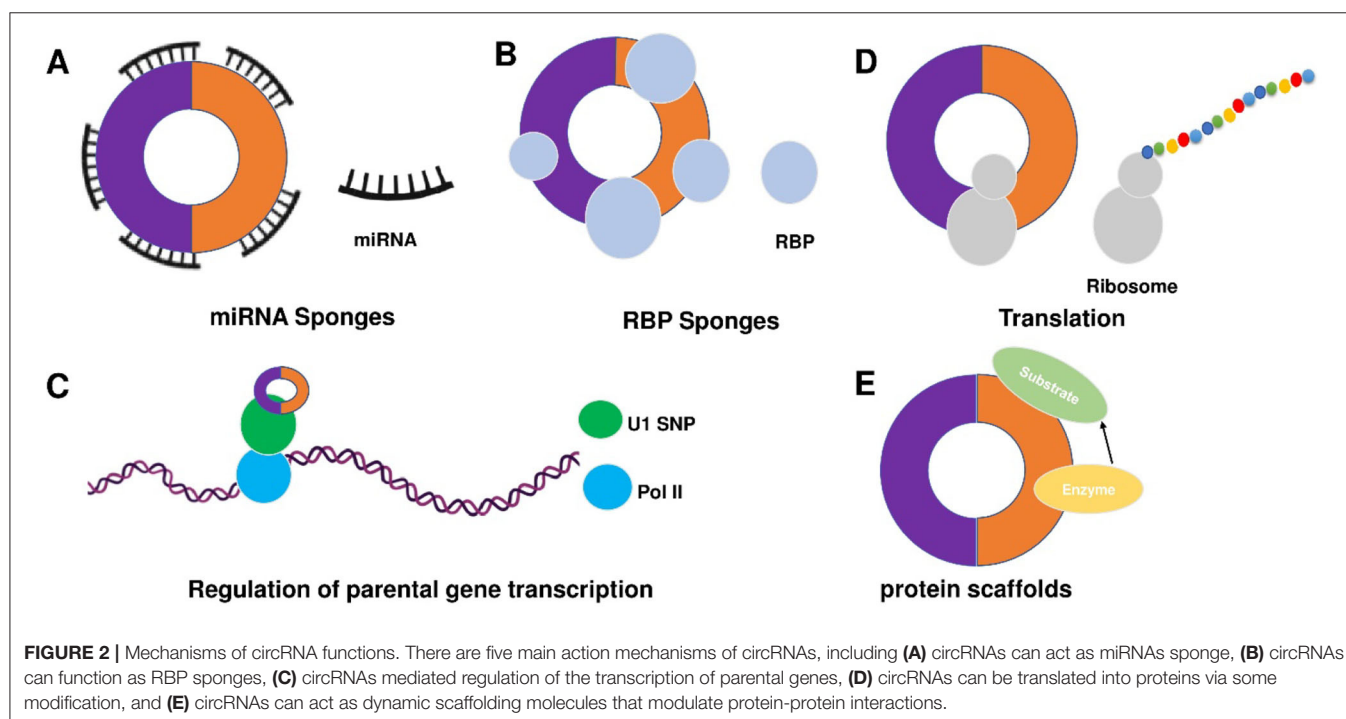 A
miRNA
miRNA Sponges
B
RBP
RBP Sponges
D
Ribosome
Translation
C
U1 SNP
Pol II
Regulation of parental gene transcription
E
Substrate
Enzyme
protein scaffolds
FIGURE 2 | Mechanisms of circRNA functions. There are five main action mechanisms of circRNAs, including (A) circRNAs can act as miRNAs sponge, (B) circRNAs
can function as RBP sponges, (C) circRNAs mediated regulation of the transcription of parental genes, (D) circRNAs can be translated into proteins via some
modification, and (E) circRNAs can act as dynamic scaffolding molecules that modulate protein-protein interactions.